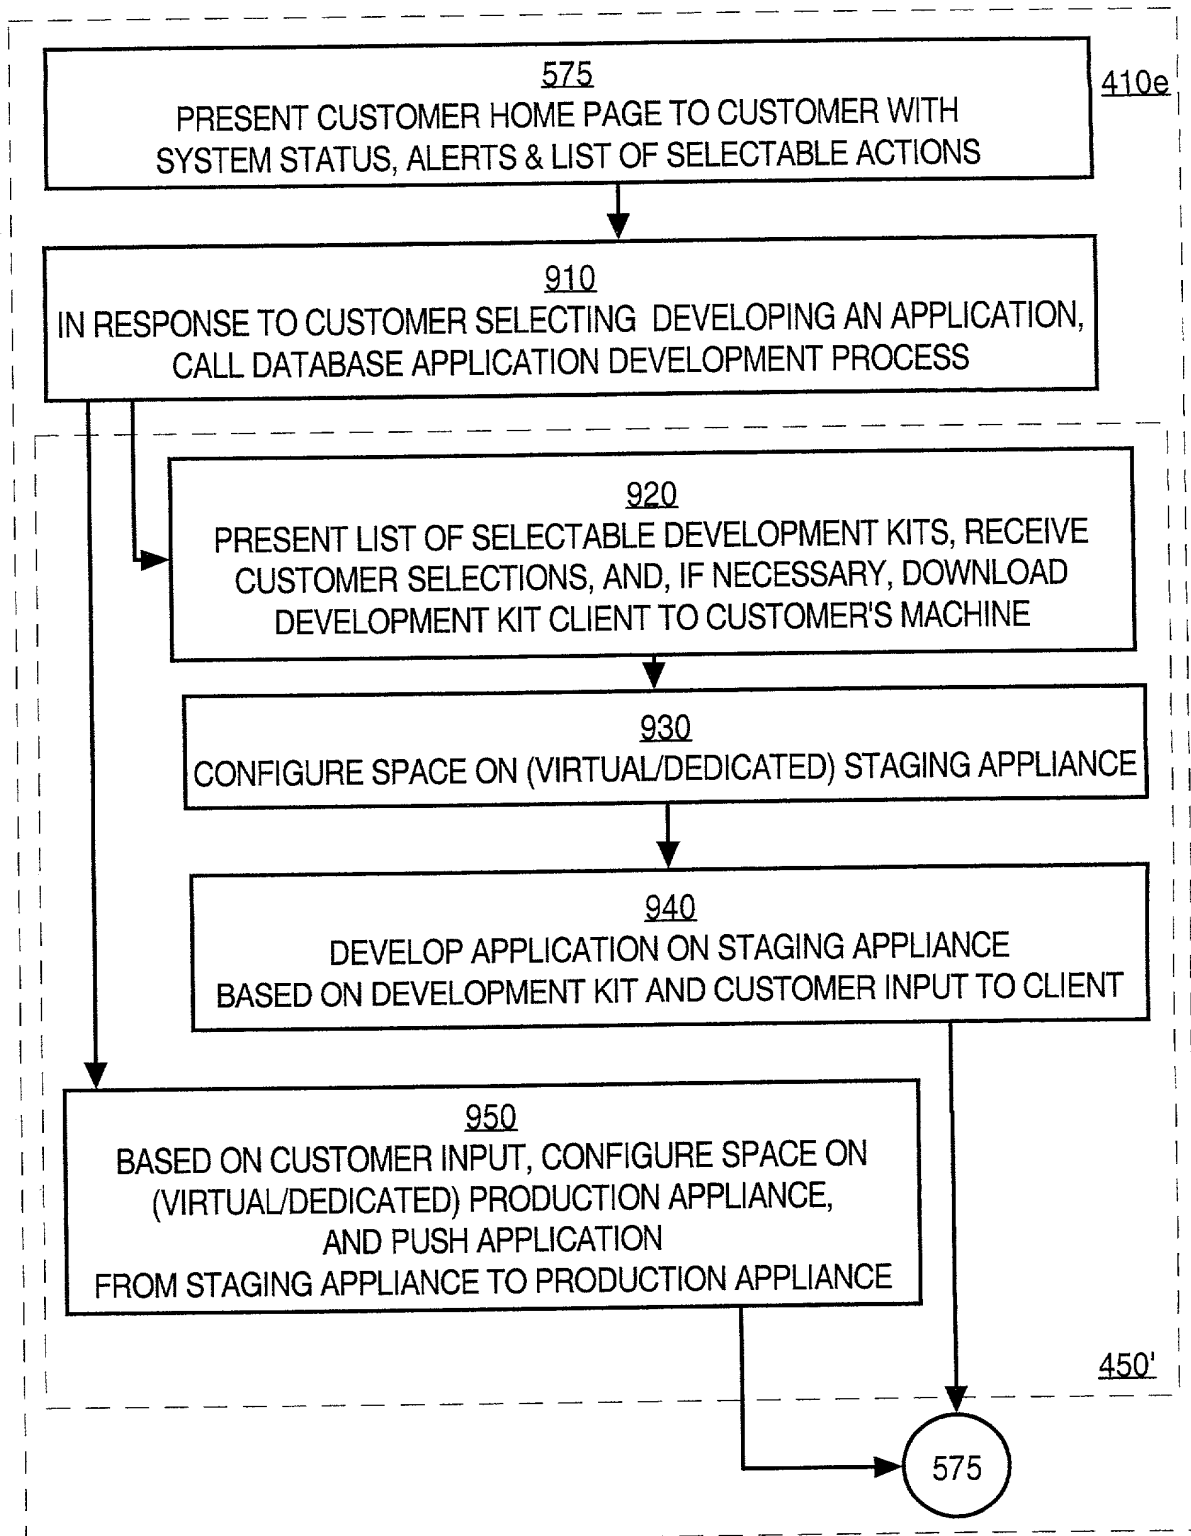 575
PRESENT CUSTOMER HOME PAGE TO CUSTOMER WITH
SYSTEM STATUS, ALERTS & LIST OF SELECTABLE ACTIONS
410e
910
IN RESPONSE TO CUSTOMER SELECTING DEVELOPING AN APPLICATION,
CALL DATABASE APPLICATION DEVELOPMENT PROCESS
920
PRESENT LIST OF SELECTABLE DEVELOPMENT KITS, RECEIVE
CUSTOMER SELECTIONS, AND, IF NECESSARY, DOWNLOAD
DEVELOPMENT KIT CLIENT TO CUSTOMER'S MACHINE
930
CONFIGURE SPACE ON (VIRTUAL/DEDICATED) STAGING APPLIANCE
940
DEVELOP APPLICATION ON STAGING APPLIANCE
BASED ON DEVELOPMENT KIT AND CUSTOMER INPUT TO CLIENT
950
BASED ON CUSTOMER INPUT, CONFIGURE SPACE ON
(VIRTUAL/DEDICATED) PRODUCTION APPLIANCE,
AND PUSH APPLICATION
FROM STAGING APPLIANCE TO PRODUCTION APPLIANCE
450'
575